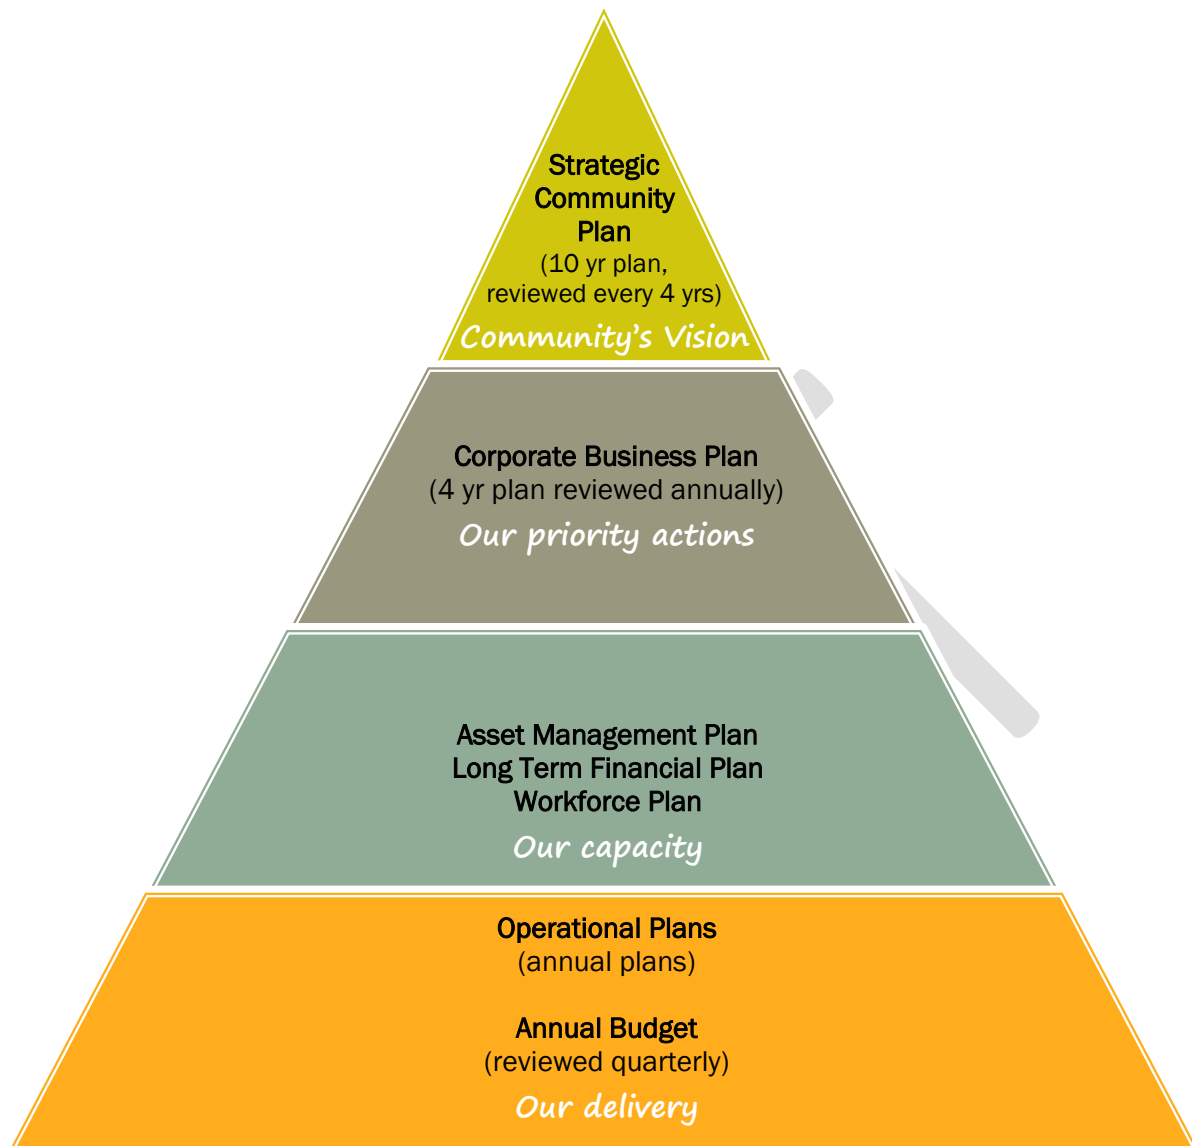 Strategic
Community
Plan
(10 yr plan,
reviewed every 4 yrs)
Community’s Vision
Corporate Business Plan
(4 yr plan reviewed annually)
Our priority actions
Asset Management Plan
Long Term Financial Plan
Workforce Plan
Our capacity
Operational Plans
(annual plans)
Annual Budget
(reviewed quarterly)
Our delivery